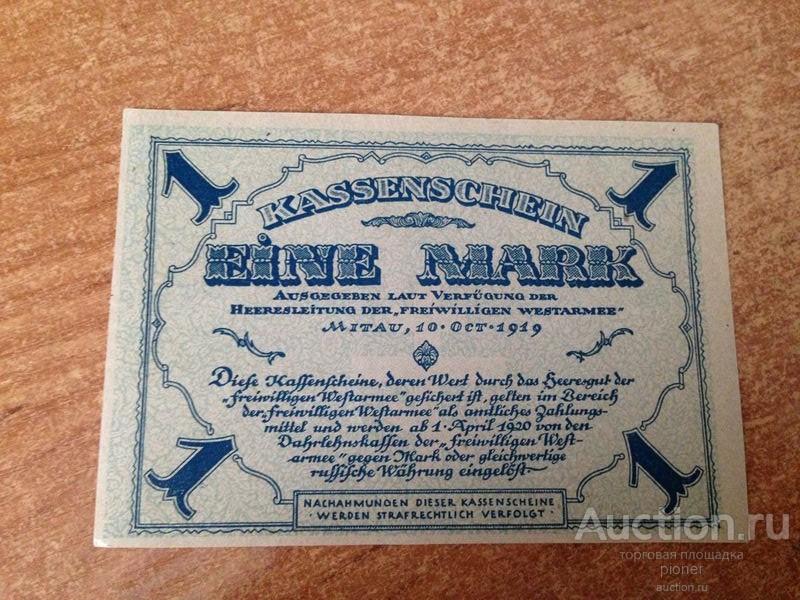 1 1
KASSENSCHEIN
EINE MARK
AUSGEGEBEN LAUT VERFÜGUNG DER
HEERESLEITUNG DER „FREIWILLIGEN WESTARMEE"
MITAU, 10 · OCT · 1919
Diese Kassenscheine, deren Wert durch das Heeresgut der
„freiwilligen Westarmee" gesichert ist, gelten im Bereich
der „freiwilligen Westarmee" als amtliches Zahlungs-
mittel und werden ab 1 · April 1920 von den
Dahrlehnskassen der „freiwilligen West-
armee" gegen Mark oder gleichwertige
russische Währung eingelöst
1 1
NACHAHMUNGEN DIESER KASSENSCHEINE
· WERDEN STRAFRECHTLICH VERFOLGT ·
Auction.ru
торговая площадка
pioner
auction.ru